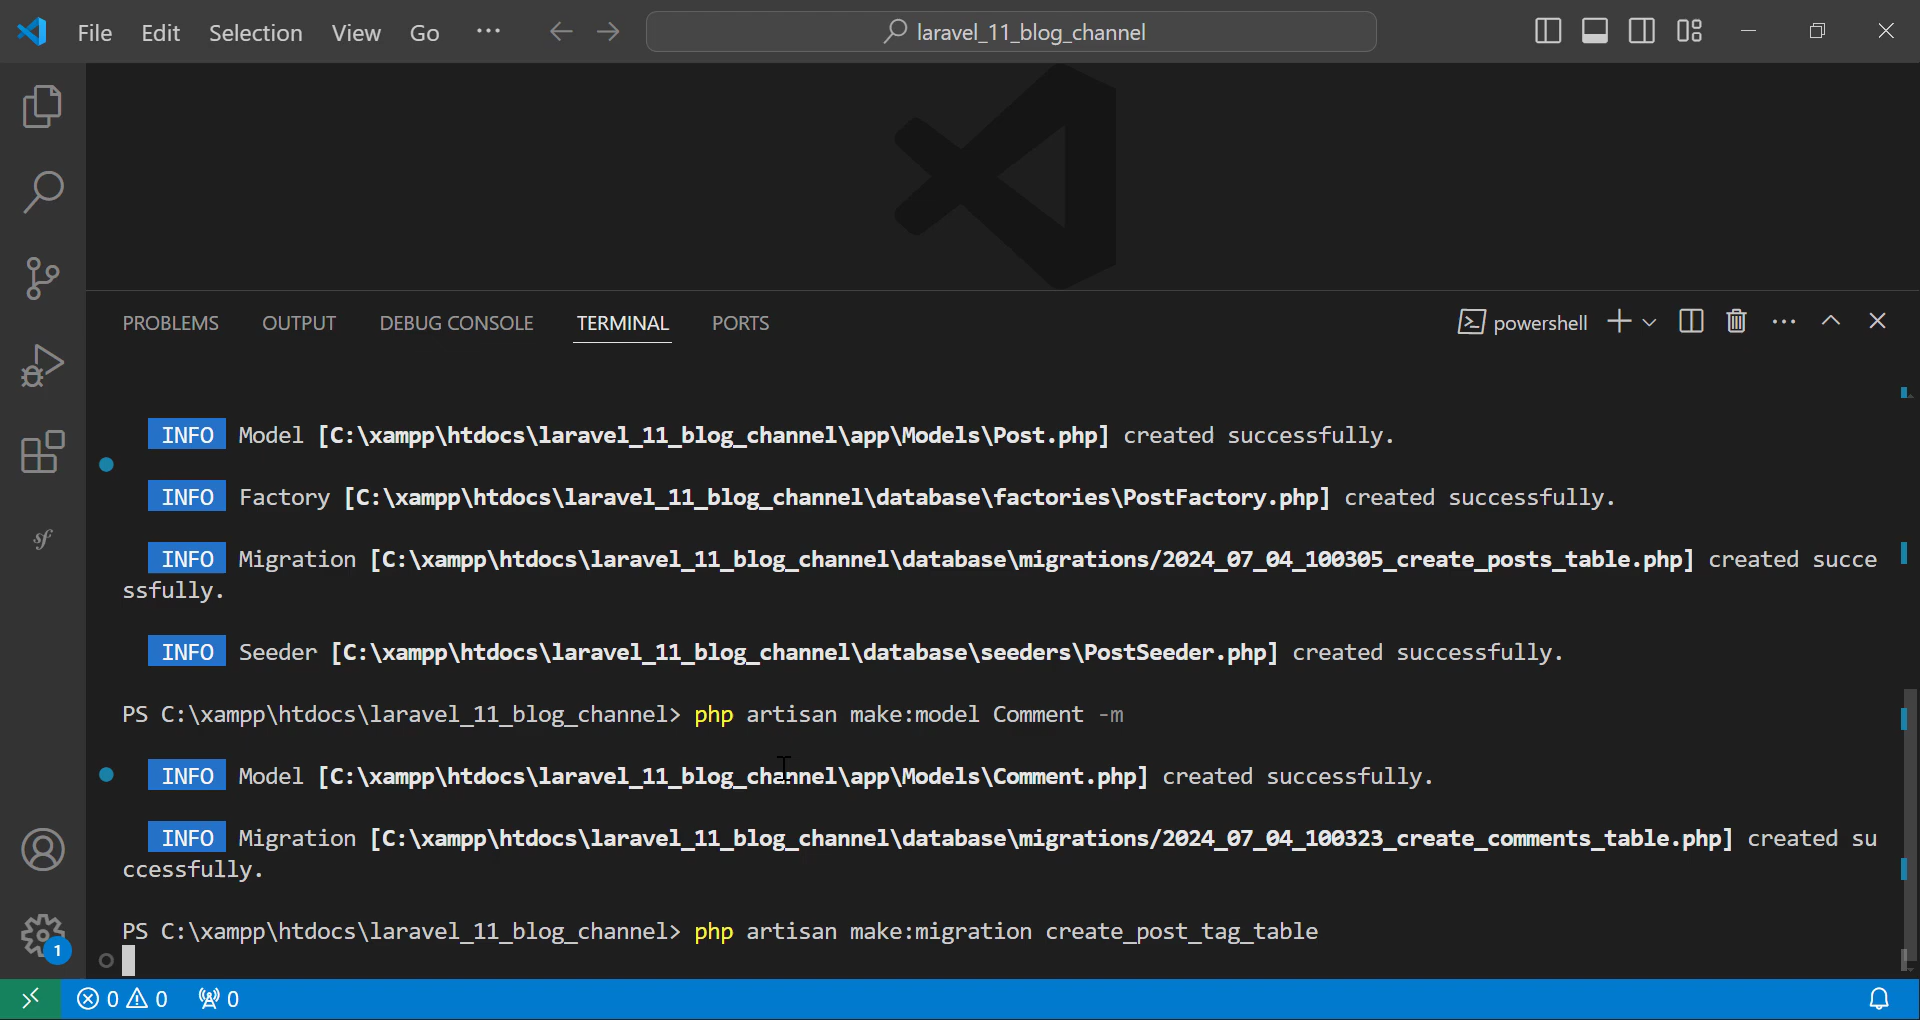 File Edit Selection View Go ··· laravel_11_blog_channel
PROBLEMS OUTPUT DEBUG CONSOLE TERMINAL PORTS powershell
INFO Model [C:\xampp\htdocs\laravel_11_blog_channel\app\Models\Post.php] created successfully.
INFO Factory [C:\xampp\htdocs\laravel_11_blog_channel\database\factories\PostFactory.php] created successfully.
INFO Migration [C:\xampp\htdocs\laravel_11_blog_channel\database\migrations/2024_07_04_100305_create_posts_table.php] created succe
ssfully.
INFO Seeder [C:\xampp\htdocs\laravel_11_blog_channel\database\seeders\PostSeeder.php] created successfully.
PS C:\xampp\htdocs\laravel_11_blog_channel> php artisan make:model Comment -m
INFO Model [C:\xampp\htdocs\laravel_11_blog_channel\app\Models\Comment.php] created successfully.
INFO Migration [C:\xampp\htdocs\laravel_11_blog_channel\database\migrations/2024_07_04_100323_create_comments_table.php] created su
ccessfully.
PS C:\xampp\htdocs\laravel_11_blog_channel> php artisan make:migration create_post_tag_table
sf
1
0 0 0